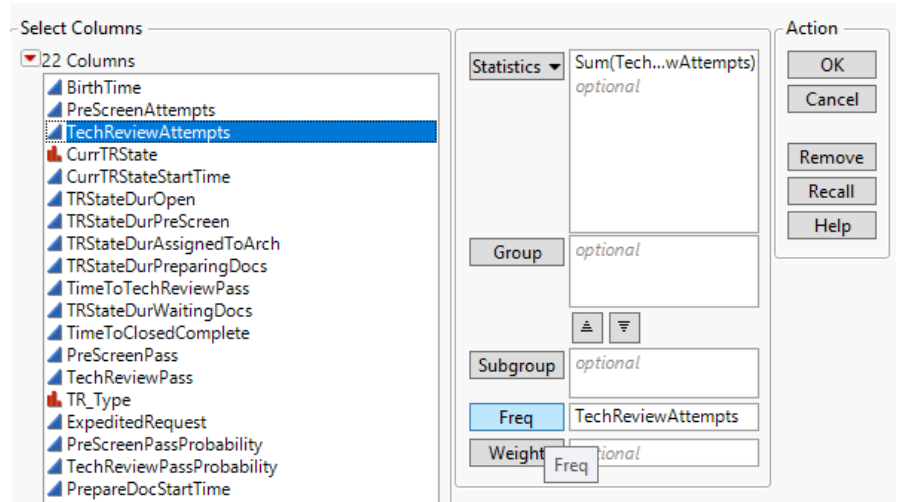 Select Columns
22 Columns
BirthTime
PreScreenAttempts
TechReviewAttempts
CurrTRState
CurrTRStateStartTime
TRStateDurOpen
TRStateDurPreScreen
TRStateDurAssignedToArch
TRStateDurPreparingDocs
TimeToTechReviewPass
TRStateDurWaitingDocs
TimeToClosedComplete
PreScreenPass
TechReviewPass
TR_Type
ExpeditedRequest
PreScreenPassProbability
TechReviewPassProbability
PrepareDocStartTime
Statistics
Sum(Tech...wAttempts)
optional
Group
optional
Subgroup
optional
Freq
TechReviewAttempts
Weight
Freq
Action
OK
Cancel
Remove
Recall
Help